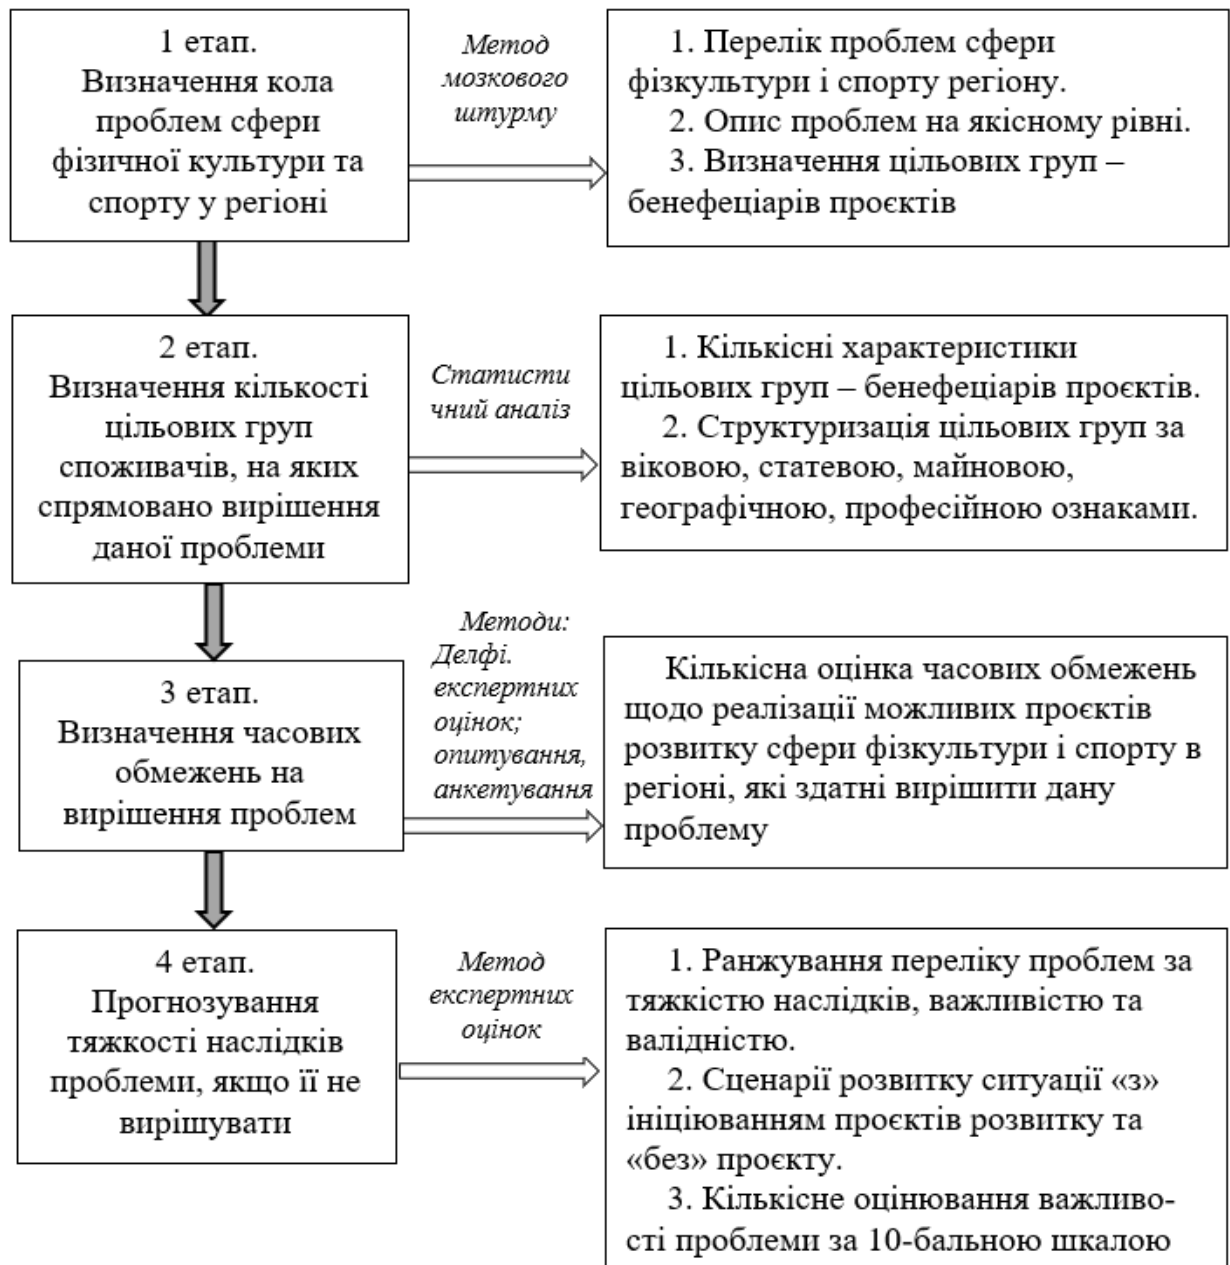 1 етап.
Визначення кола
проблем сфери
фізичної культури та
спорту у регіоні
Метод
мозкового
штурму
1. Перелік проблем сфери
фізкультури і спорту регіону.
2. Опис проблем на якісному рівні.
3. Визначення цільових груп –
бенефеціарів проєктів
2 етап.
Визначення кількості
цільових груп
споживачів, на яких
спрямовано вирішення
даної проблеми
Статисти
чний аналіз
1. Кількісні характеристики
цільових груп – бенефеціарів проєктів.
2. Структуризація цільових груп за
віковою, статевою, майновою,
географічною, професійною ознаками.
3 етап.
Визначення часових
обмежень на
вирішення проблем
Методи:
Делфі.
експертних
оцінок;
опитування,
анкетування
Кількісна оцінка часових обмежень
щодо реалізації можливих проєктів
розвитку сфери фізкультури і спорту в
регіоні, які здатні вирішити дану
проблему
4 етап.
Прогнозування
тяжкості наслідків
проблеми, якщо її не
вирішувати
Метод
експертних
оцінок
1. Ранжування переліку проблем за
тяжкістю наслідків, важливістю та
валідністю.
2. Сценарії розвитку ситуації «з»
ініціюванням проєктів розвитку та
«без» проєкту.
3. Кількісне оцінювання важливо-
сті проблеми за 10-бальною шкалою